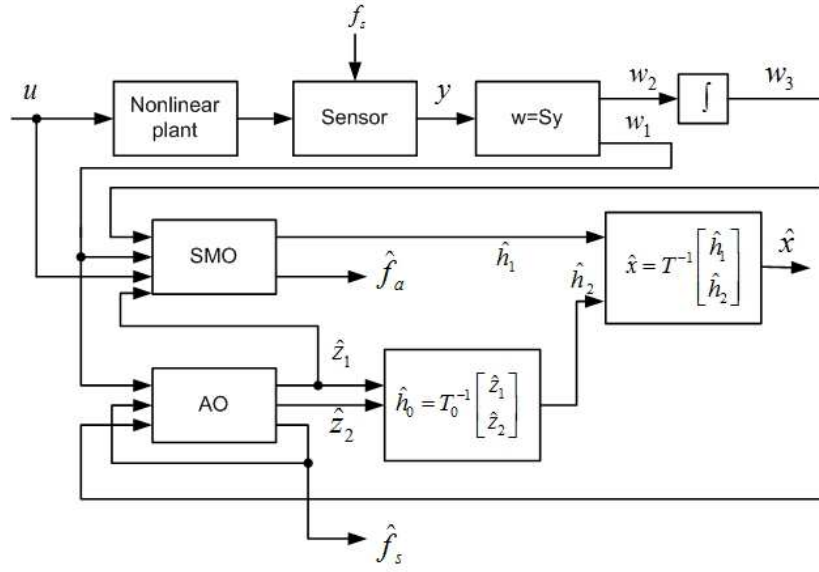 f_s
u
Nonlinear plant
Sensor
y
w=Sy
w_2
∫
w_3
w_1
SMO
ĥ_1
f̂_a
ĥ_2
x̂ = T^{-1} [ĥ_1 ĥ_2]
x̂
ẑ_1
AO
ẑ_2
ĥ_0 = T_0^{-1} [ẑ_1 ẑ_2]
f̂_s